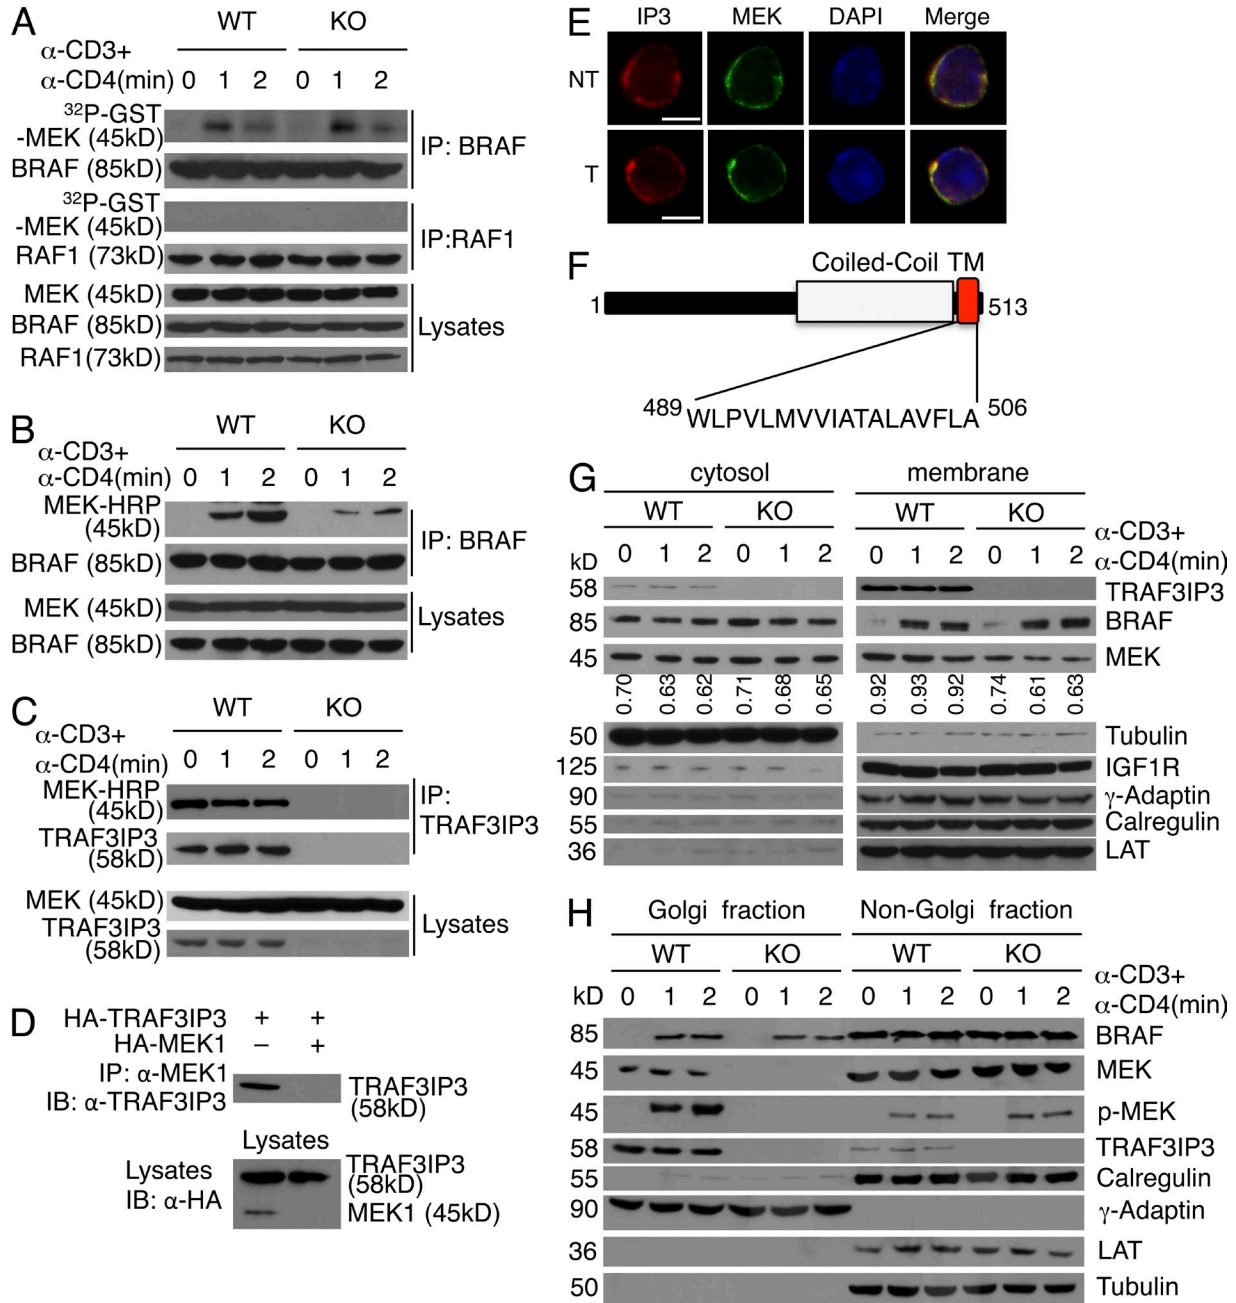 A
WT KO
α-CD3+
α-CD4(min) 0 1 2 0 1 2
32P-GST
-MEK (45kD)
BRAF (85kD)
IP: BRAF
32P-GST
-MEK (45kD)
RAF1 (73kD)
IP:RAF1
MEK (45kD)
BRAF (85kD)
RAF1(73kD)
Lysates
B
WT KO
α-CD3+
α-CD4(min) 0 1 2 0 1 2
MEK-HRP
(45kD)
BRAF (85kD)
IP: BRAF
MEK (45kD)
BRAF (85kD)
Lysates
C
WT KO
α-CD3+
α-CD4(min) 0 1 2 0 1 2
MEK-HRP
(45kD)
TRAF3IP3
(58kD)
IP:
TRAF3IP3
MEK (45kD)
TRAF3IP3
(58kD)
Lysates
D
HA-TRAF3IP3 + +
HA-MEK1 – +
IP: α-MEK1
IB: α-TRAF3IP3
TRAF3IP3
(58kD)
Lysates
Lysates
IB: α-HA
TRAF3IP3
(58kD)
MEK1 (45kD)
E
IP3 MEK DAPI Merge
NT
T
F
Coiled-Coil TM
1 513
489 WLPVLMVVIATALAVFLA 506
G
cytosol membrane
WT KO WT KO
α-CD3+
kD 0 1 2 0 1 2 0 1 2 0 1 2 α-CD4(min)
58 TRAF3IP3
85 BRAF
45 MEK
0.70 0.63 0.62 0.71 0.68 0.65 0.92 0.93 0.92 0.74 0.61 0.63
50 Tubulin
125 IGF1R
90 γ-Adaptin
55 Calregulin
36 LAT
H
Golgi fraction Non-Golgi fraction
WT KO WT KO
α-CD3+
kD 0 1 2 0 1 2 0 1 2 0 1 2 α-CD4(min)
85 BRAF
45 MEK
45 p-MEK
58 TRAF3IP3
55 Calregulin
90 γ-Adaptin
36 LAT
50 Tubulin